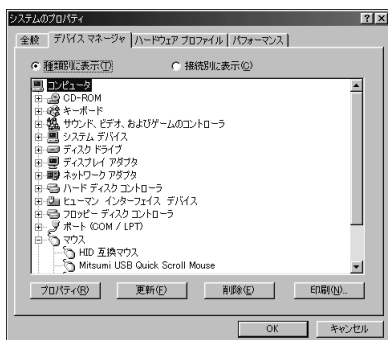 システムのプロパティ
全般 デバイス マネージャ ハードウェア プロファイル パフォーマンス
種類別に表示(T) 接続別に表示(C)
コンピュータ
CD-ROM
キーボード
サウンド、ビデオ、およびゲームのコントローラ
システム デバイス
ディスク ドライブ
ディスプレイ アダプタ
ネットワーク アダプタ
ハード ディスク コントローラ
ヒューマン インターフェイス デバイス
フロッピー ディスク コントローラ
ポート (COM / LPT)
マウス
HID 互換マウス
Mitsumi USB Quick Scroll Mouse
プロパティ(R) 更新(F) 削除(E) 印刷(N)...
OK キャンセル